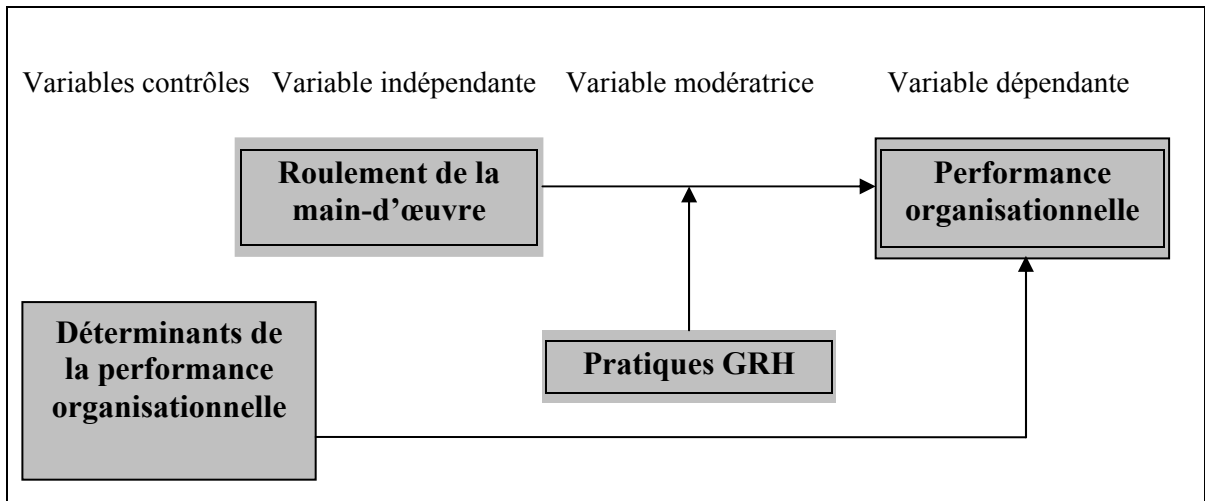 Variables contrôles Variable indépendante Variable modératrice Variable dépendante
Roulement de la
main-d’œuvre
Performance
organisationnelle
Déterminants de
la performance
organisationnelle
Pratiques GRH